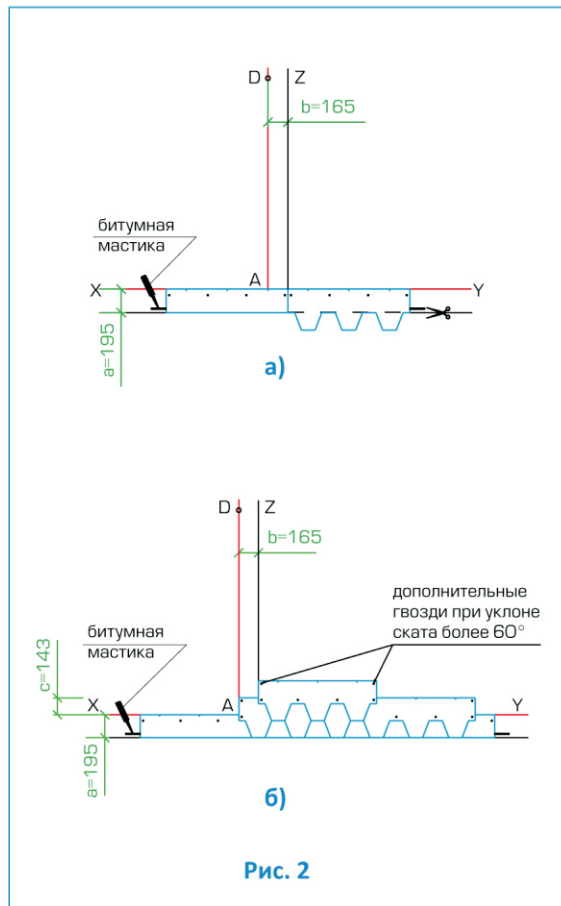 D
Z
b=165
битумная
мастика
X
A
Y
a=195
а)
D
Z
b=165
дополнительные
гвозди при уклоне
ската более 60°
битумная
мастика
c=143
X
A
Y
a=195
б)
Рис. 2